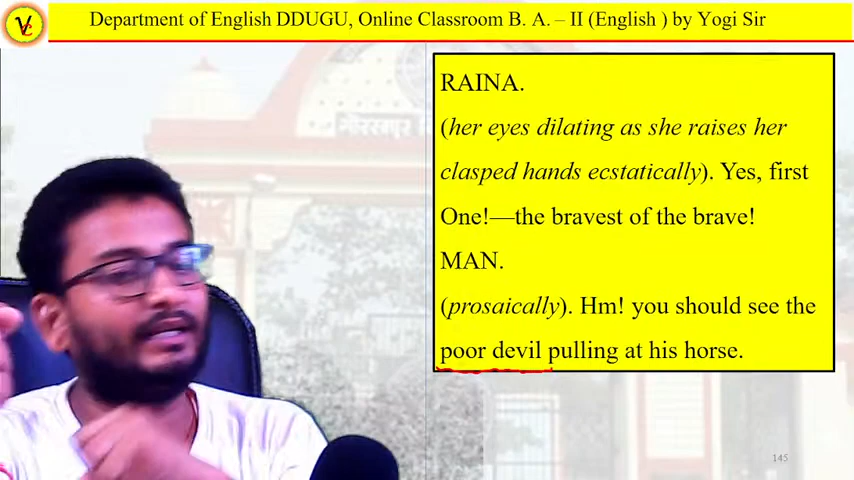 Department of English DDUGU, Online Classroom B. A. – II (English ) by Yogi Sir
RAINA.
(her eyes dilating as she raises her
clasped hands ecstatically). Yes, first
One!—the bravest of the brave!
MAN.
(prosaically). Hm! you should see the
poor devil pulling at his horse.
145